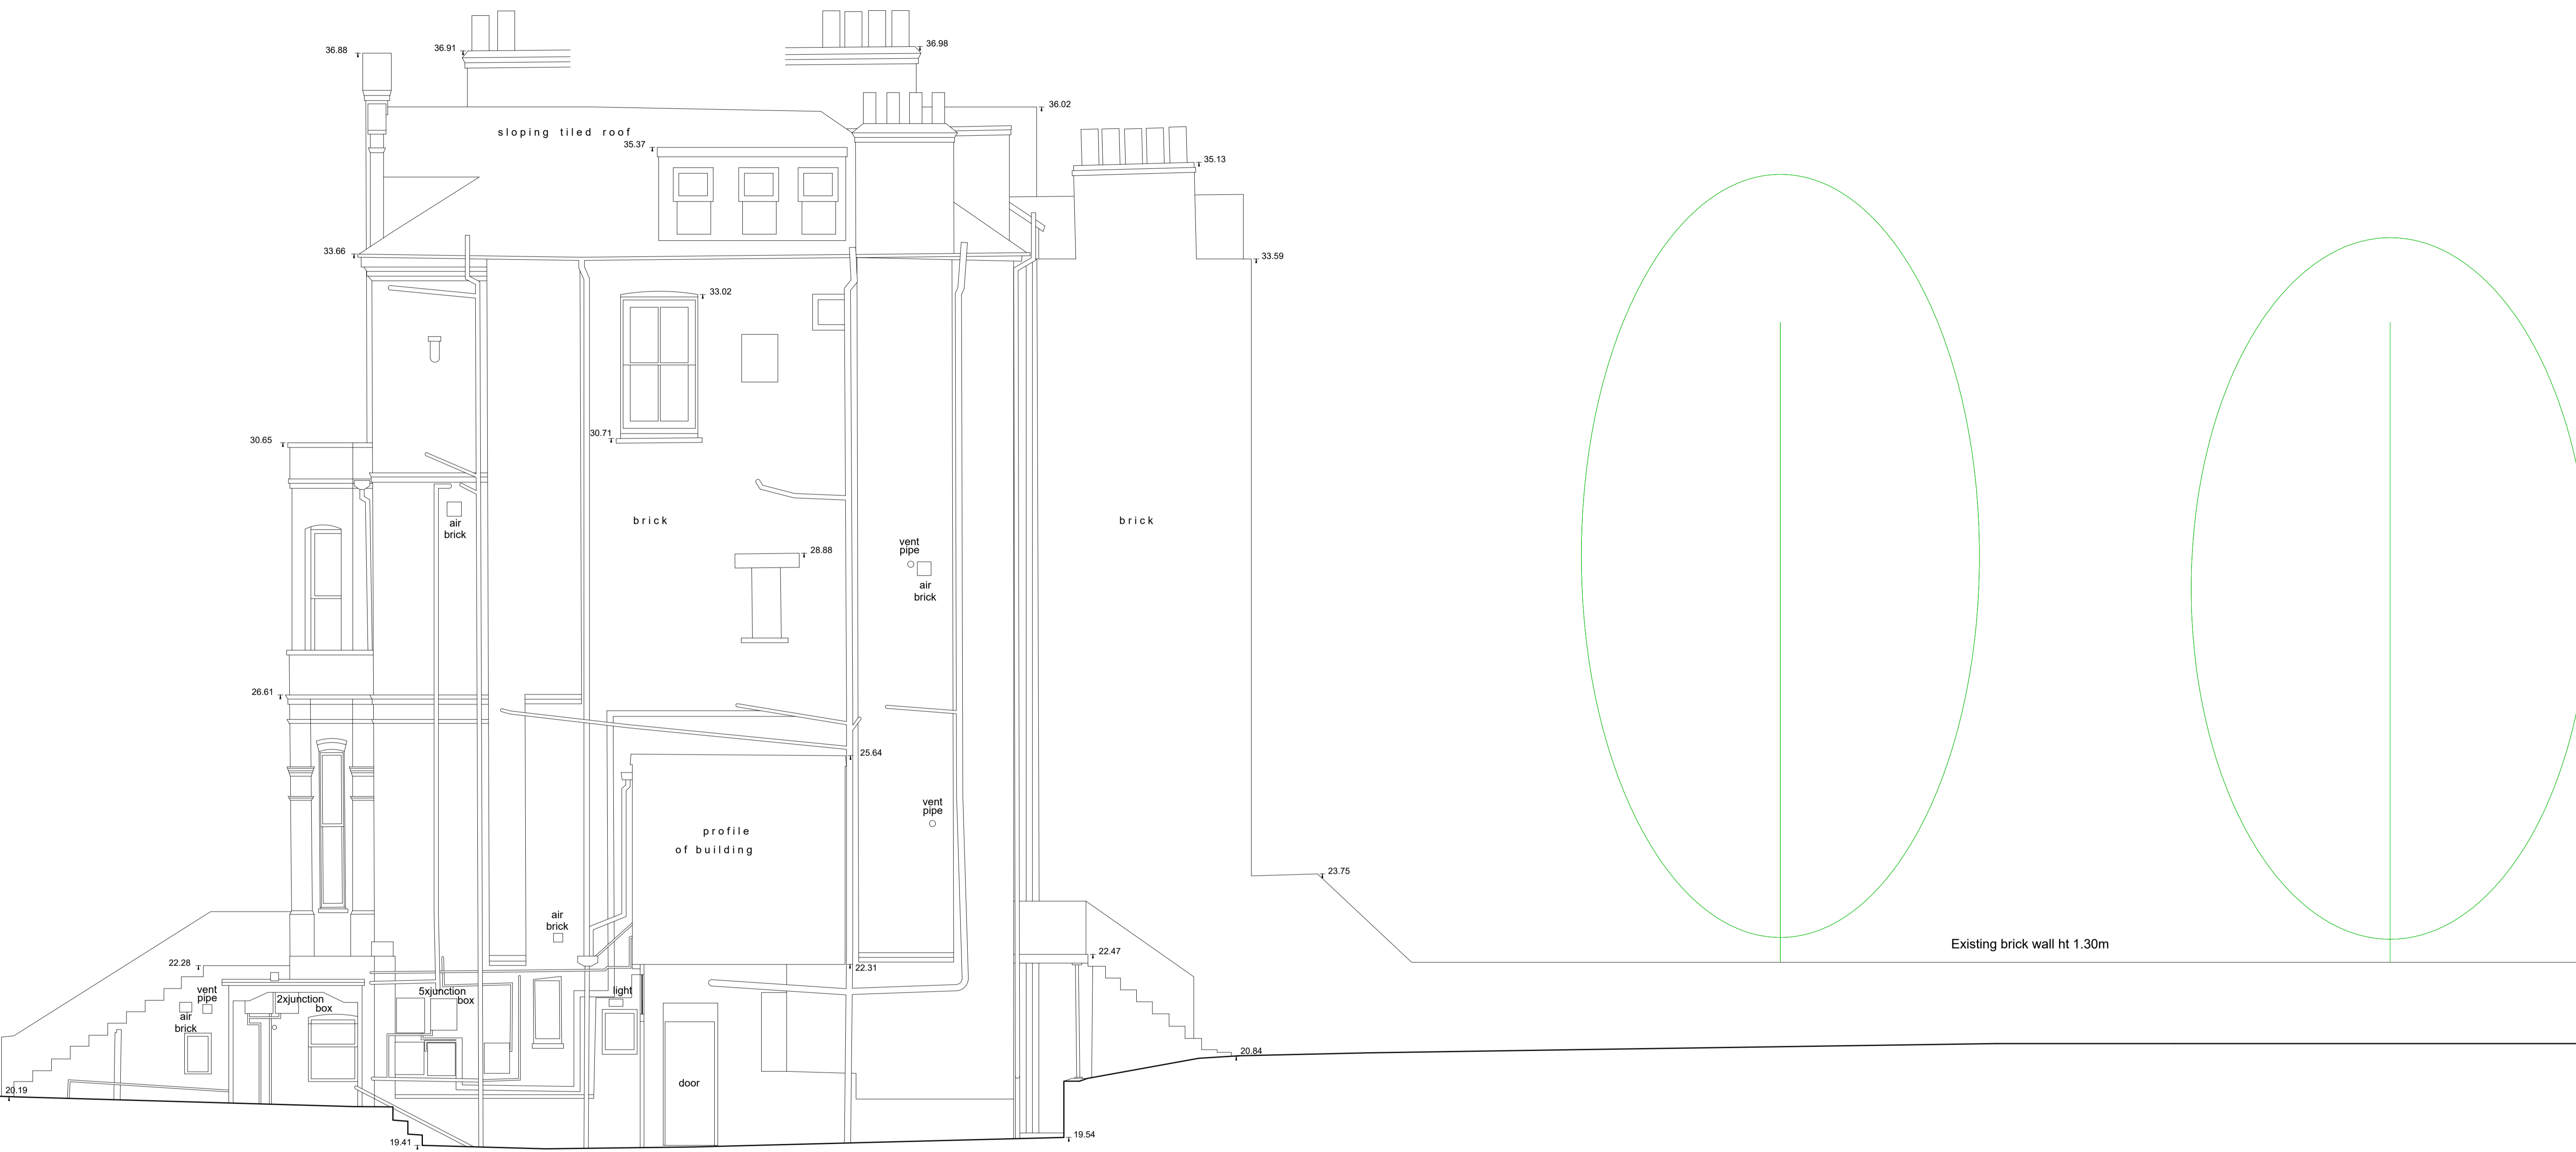 36.88
36.91
36.98
36.02
sloping tiled roof
35.37
35.13
33.66
33.59
33.02
30.65
30.71
air
brick
brick
brick
28.88
vent
pipe
air
brick
26.61
25.64
vent
pipe
profile
of building
23.75
air
brick
Existing brick wall ht 1.30m
22.28
22.31
22.47
vent
pipe
2xjunction
box
5xjunction
box
light
air
brick
20.84
door
20.19
19.41
19.54